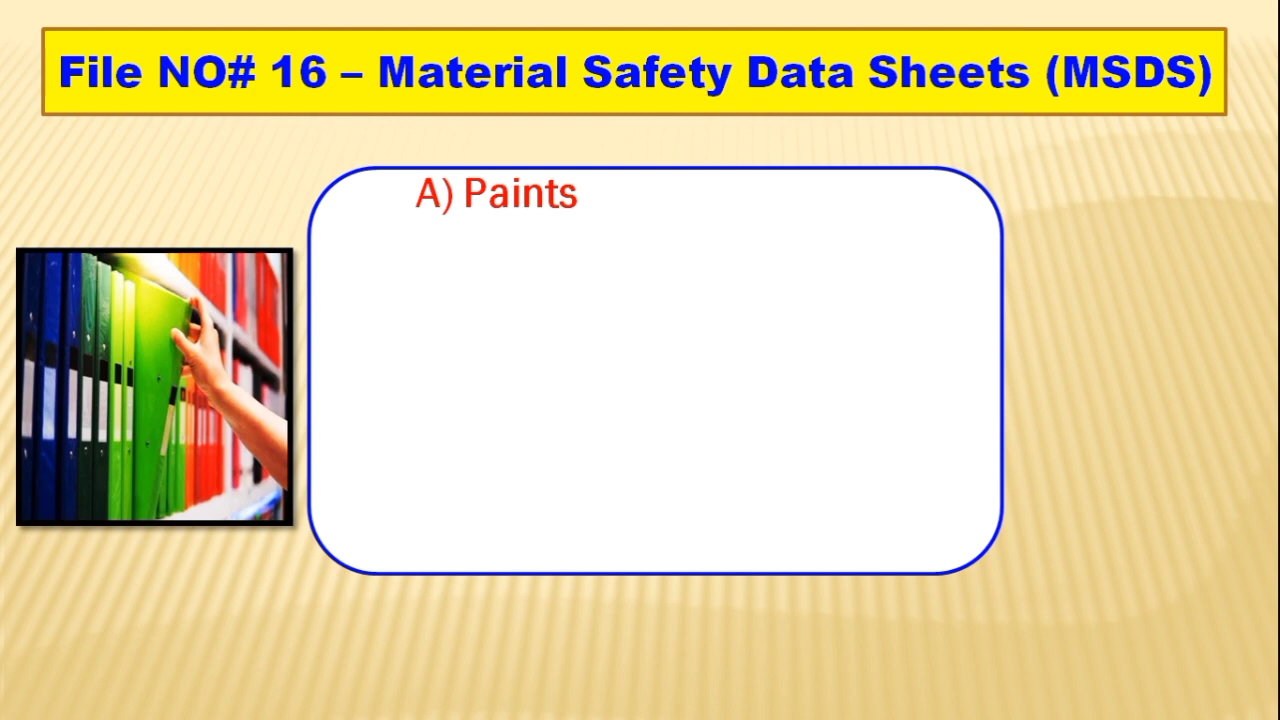 File NO# 16 – Material Safety Data Sheets (MSDS)
A) Paints